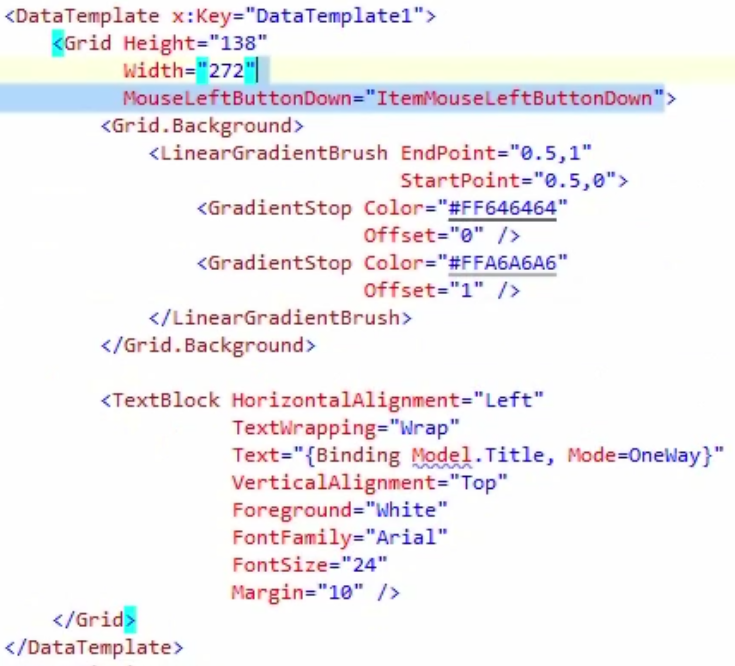 <DataTemplate x:Key="DataTemplate1">
    <Grid Height="138"
          Width="272"
          MouseLeftButtonDown="ItemMouseLeftButtonDown">
        <Grid.Background>
            <LinearGradientBrush EndPoint="0.5,1"
                                 StartPoint="0.5,0">
                <GradientStop Color="#FF646464"
                              Offset="0" />
                <GradientStop Color="#FFA6A6A6"
                              Offset="1" />
            </LinearGradientBrush>
        </Grid.Background>

        <TextBlock HorizontalAlignment="Left"
                   TextWrapping="Wrap"
                   Text="{Binding Model.Title, Mode=OneWay}"
                   VerticalAlignment="Top"
                   Foreground="White"
                   FontFamily="Arial"
                   FontSize="24"
                   Margin="10" />
    </Grid>
</DataTemplate>